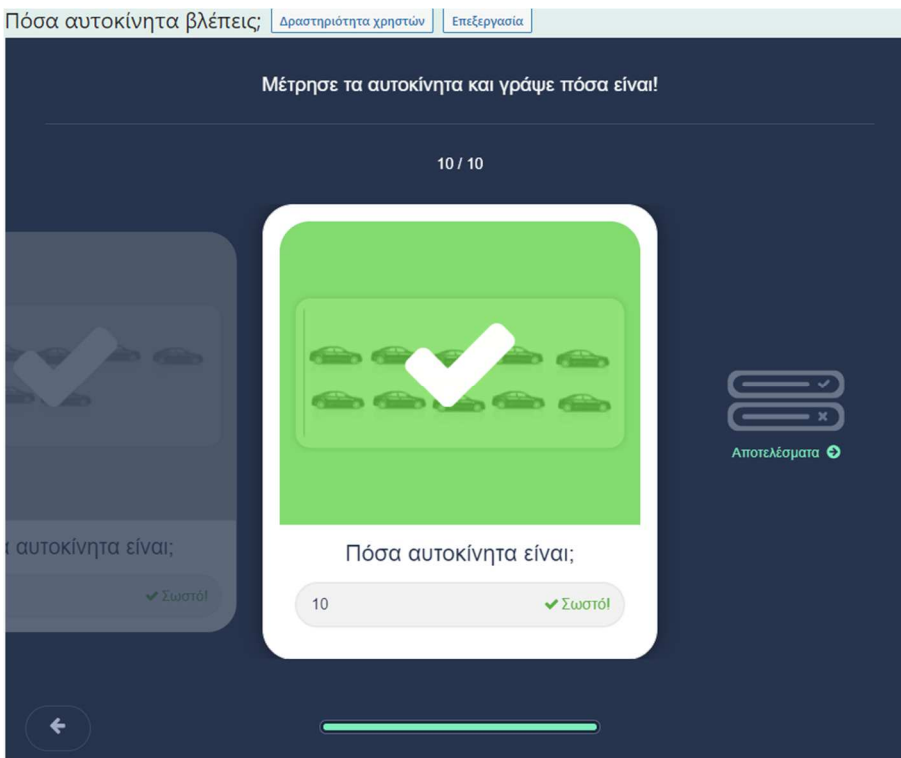 Πόσα αυτοκίνητα βλέπεις; Δραστηριότητα χρηστών Επεξεργασία
Μέτρησε τα αυτοκίνητα και γράψε πόσα είναι!
10 / 10
Αποτελέσματα
αυτοκίνητα είναι;
Σωστό!
Πόσα αυτοκίνητα είναι;
10 Σωστό!